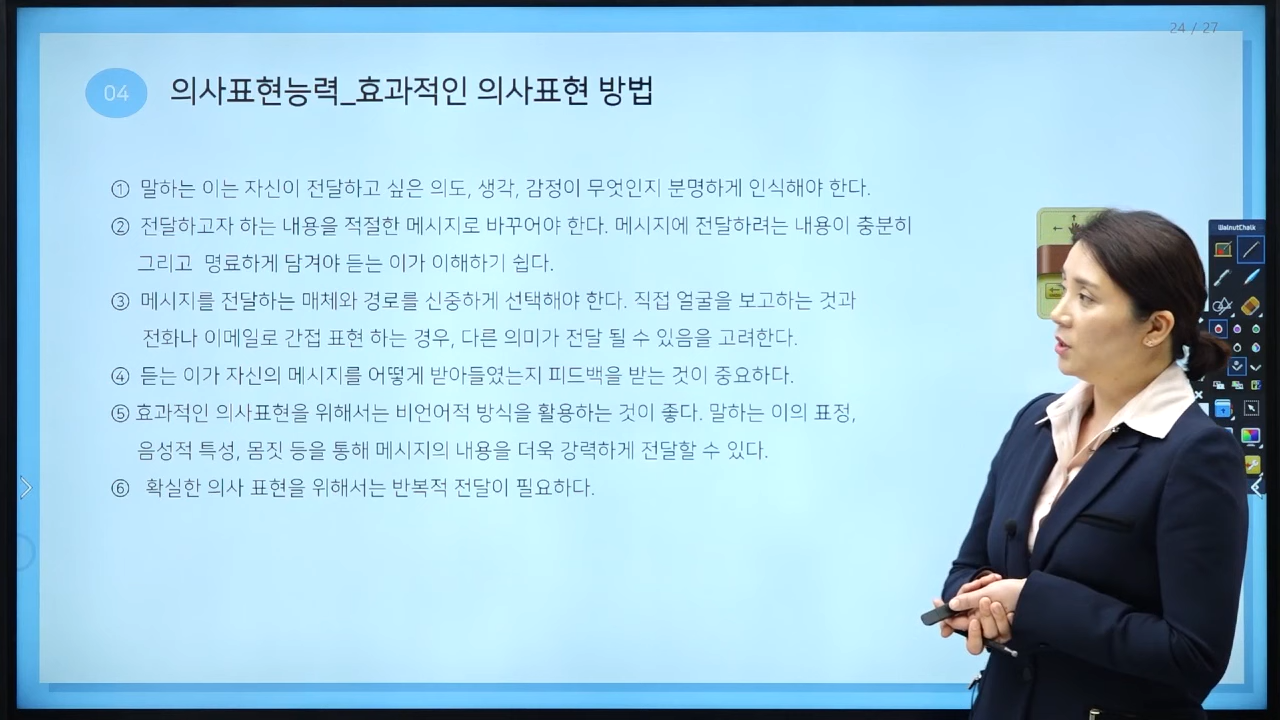 24 / 27
04 의사표현능력_효과적인 의사표현 방법
① 말하는 이는 자신이 전달하고 싶은 의도, 생각, 감정이 무엇인지 분명하게 인식해야 한다.
② 전달하고자 하는 내용을 적절한 메시지로 바꾸어야 한다. 메시지에 전달하려는 내용이 충분히
그리고 명료하게 담겨야 듣는 이가 이해하기 쉽다.
③ 메시지를 전달하는 매체와 경로를 신중하게 선택해야 한다. 직접 얼굴을 보고하는 것과
전화나 이메일로 간접 표현 하는 경우, 다른 의미가 전달 될 수 있음을 고려한다.
④ 듣는 이가 자신의 메시지를 어떻게 받아들였는지 피드백을 받는 것이 중요하다.
⑤ 효과적인 의사표현을 위해서는 비언어적 방식을 활용하는 것이 좋다. 말하는 이의 표정,
음성적 특성, 몸짓 등을 통해 메시지의 내용을 더욱 강력하게 전달할 수 있다.
⑥ 확실한 의사 표현을 위해서는 반복적 전달이 필요하다.
WalnutChalk